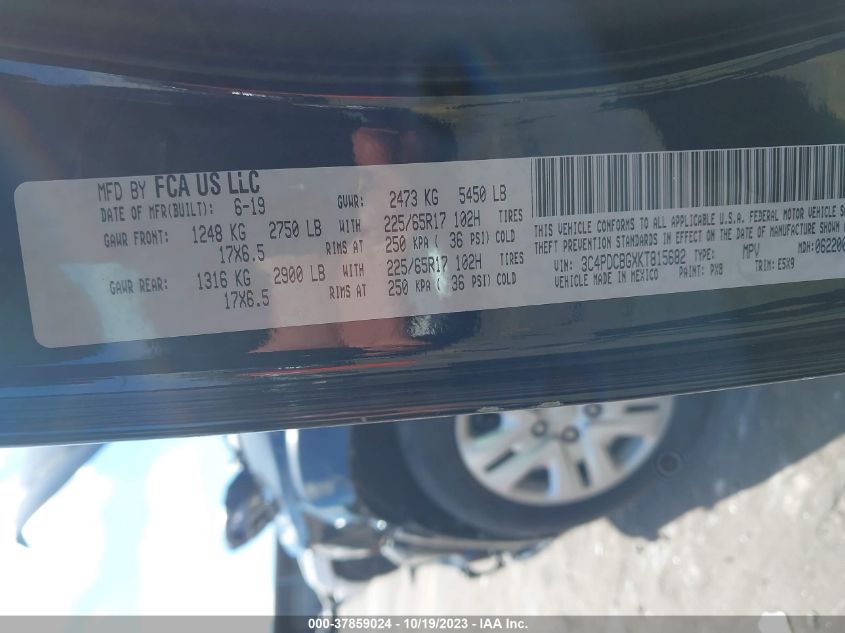 MFD BY FCA US LLC
DATE OF MFR(BUILT): 6-19 GVWR: 2473 KG 5450 LB
GAWR FRONT: 1248 KG 2750 LB WITH 225/65R17 102H TIRES
17X6.5 RIMS AT 250 KPA ( 36 PSI) COLD
GAWR REAR: 1316 KG 2900 LB WITH 225/65R17 102H TIRES
17X6.5 RIMS AT 250 KPA ( 36 PSI) COLD
THIS VEHICLE CONFORMS TO ALL APPLICABLE U.S.A. FEDERAL MOTOR VEHICLE
THEFT PREVENTION STANDARDS IN EFFECT ON THE DATE OF MANUFACTURE SHOWN
VIN: 3C4PDCBGXKT815682 TYPE: MPV MDH: 06220
VEHICLE MADE IN MEXICO PAINT: PX8 TRIM: E5X9
000-37859024 - 10/19/2023 - IAA Inc.